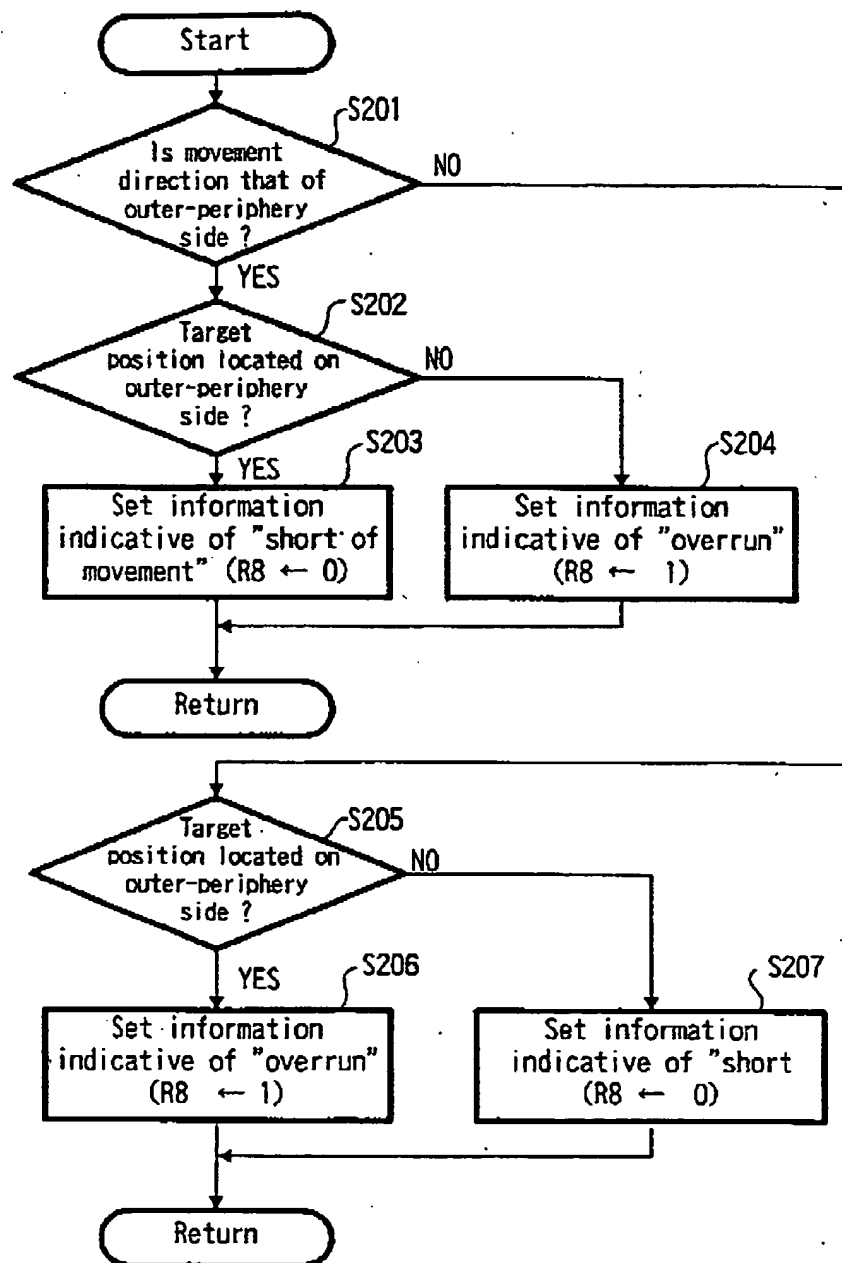 Start
S201
Is movement
direction that of
outer-periphery
side ?
NO
YES
S202
Target
position located on
outer-periphery
side ?
NO
YES
S203
Set information
indicative of "short of
movement" (R8 ← 0)
S204
Set information
indicative of "overrun"
(R8 ← 1)
Return
S205
Target
position located on
outer-periphery
side ?
NO
YES
S206
Set information
indicative of "overrun"
(R8 ← 1)
S207
Set information
indicative of "short
(R8 ← 0)
Return